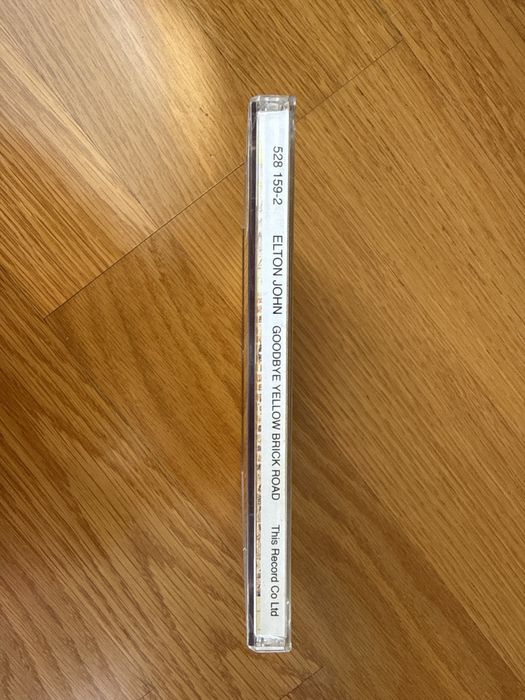 528 159-2 ELTON JOHN GOODBYE YELLOW BRICK ROAD This Record Co Ltd